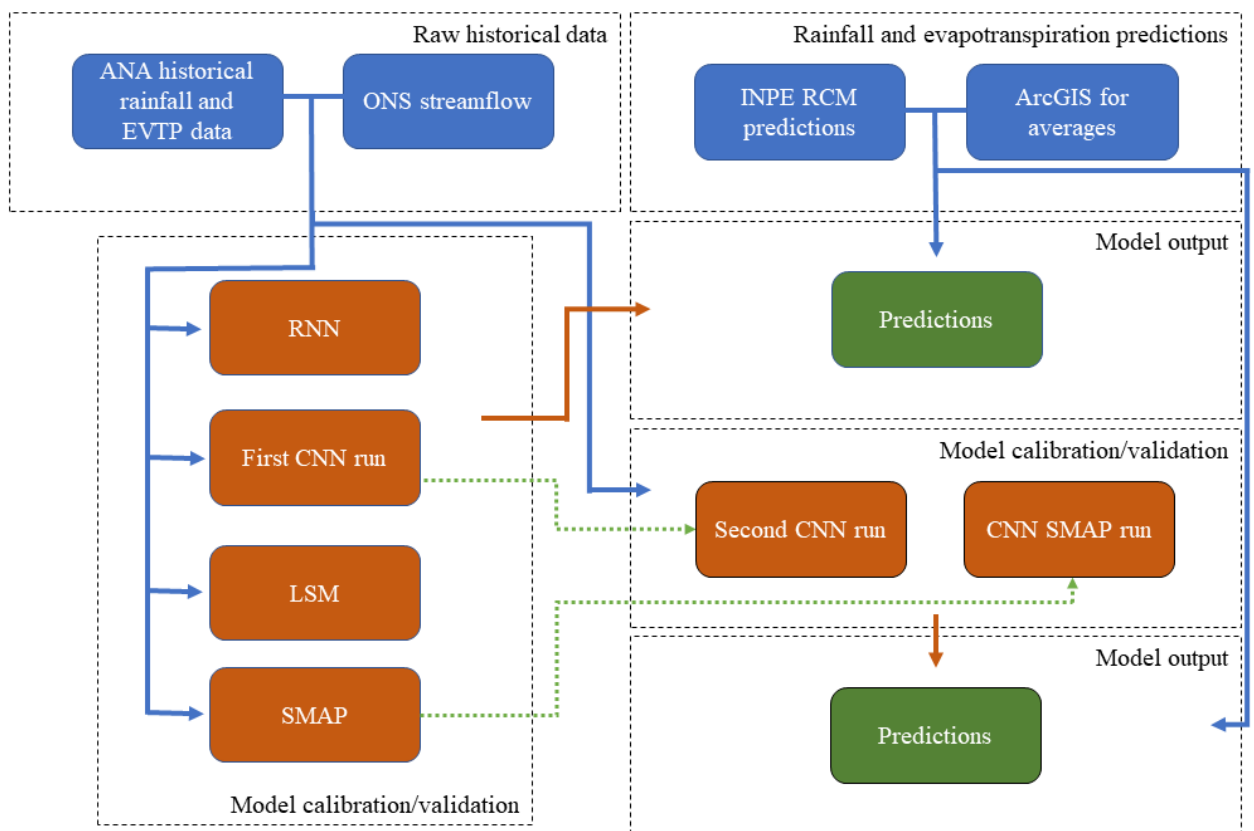 Raw historical data
ANA historical
rainfall and
EVTP data
ONS streamflow
Rainfall and evapotranspiration predictions
INPE RCM
predictions
ArcGIS for
averages
RNN
First CNN run
LSM
SMAP
Model calibration/validation
Model output
Predictions
Model calibration/validation
Second CNN run
CNN SMAP run
Model output
Predictions